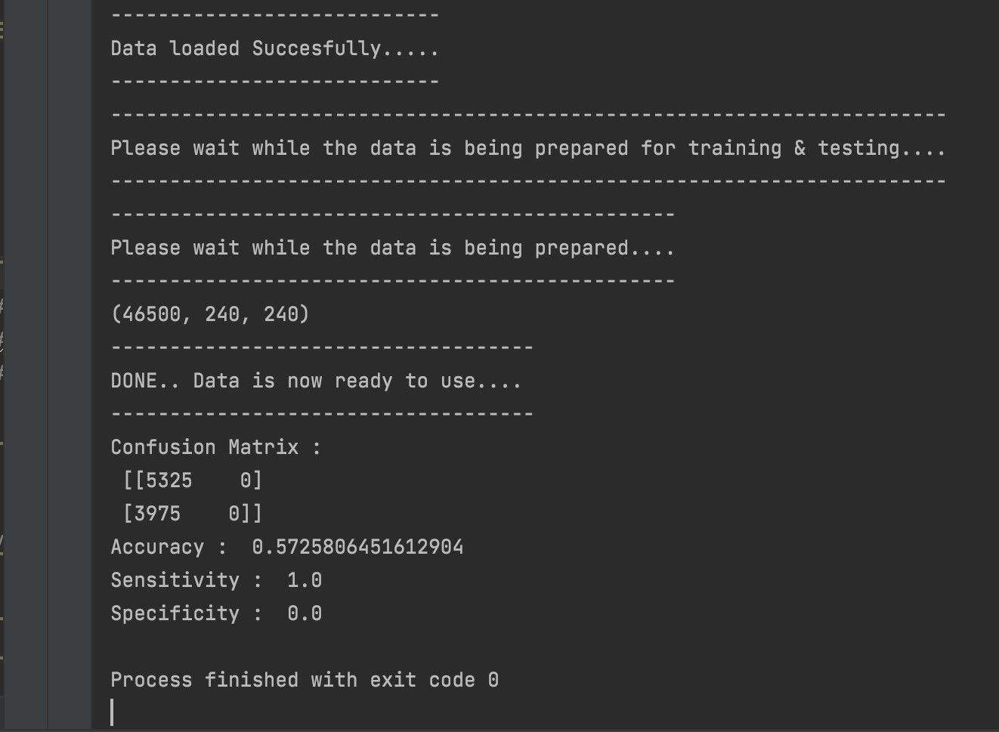 ----------------------------
Data loaded Succesfully.....
----------------------------
-----------------------------------------------------------------------
Please wait while the data is being prepared for training & testing....
-----------------------------------------------------------------------
------------------------------------------------
Please wait while the data is being prepared....
------------------------------------------------
(46500, 240, 240)
------------------------------------
DONE.. Data is now ready to use....
------------------------------------
Confusion Matrix :
 [[5325    0]
 [3975    0]]
Accuracy :  0.5725806451612904
Sensitivity :  1.0
Specificity :  0.0

Process finished with exit code 0